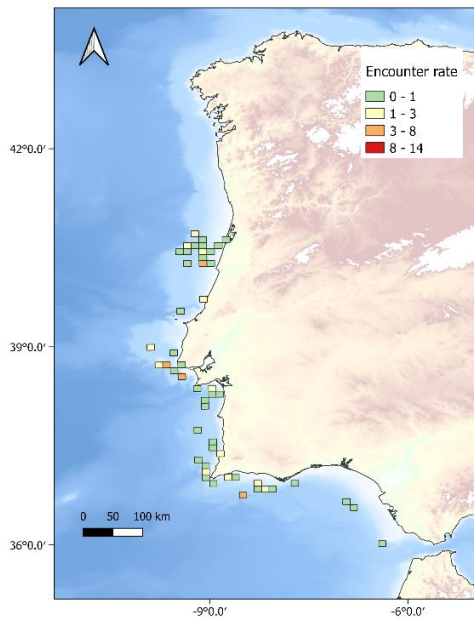 Encounter rate
0 - 1
1 - 3
3 - 8
8 - 14
42°0.0′
39°0.0′
0 50 100 km
36°0.0′
-9°0.0′ -6°0.0′